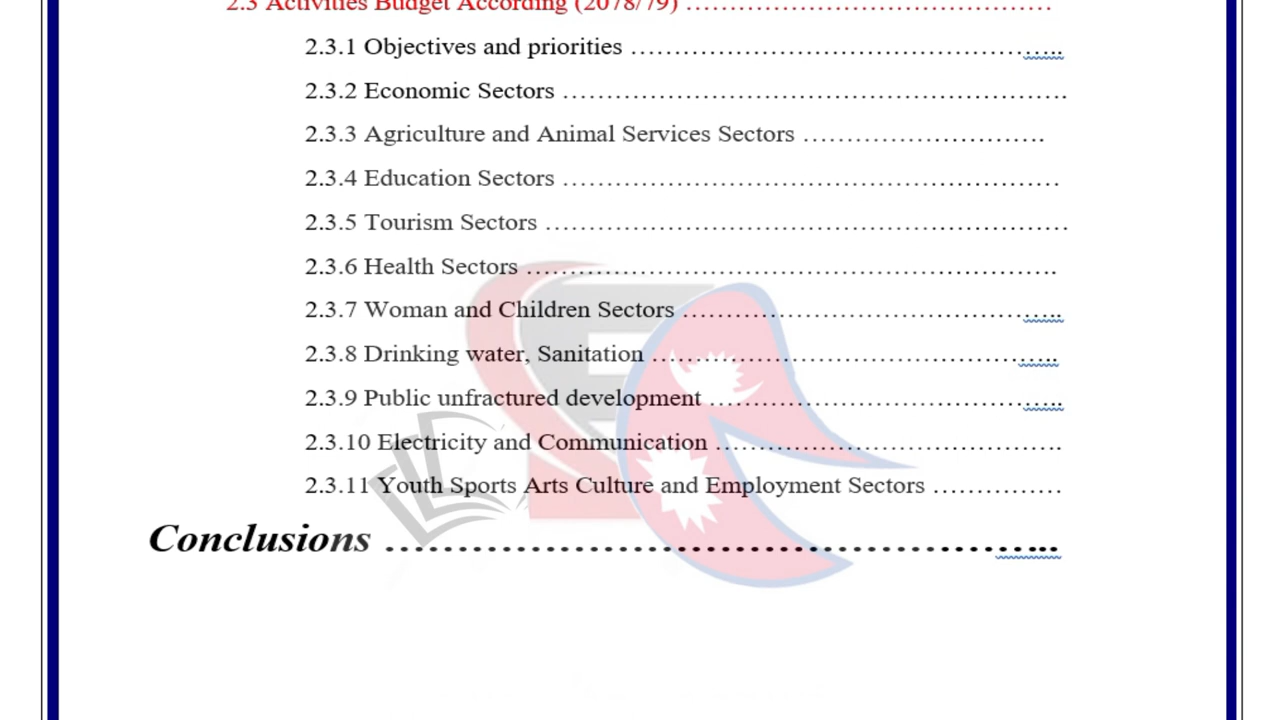 2.3 Activities Budget According (2078/79) ……………………………………
2.3.1 Objectives and priorities ………………………………………………..
2.3.2 Economic Sectors …………………………………………………………….
2.3.3 Agriculture and Animal Services Sectors …………………………….
2.3.4 Education Sectors ……………………………………………………………
2.3.5 Tourism Sectors ………………………………………………………………
2.3.6 Health Sectors ……………………………………………………………….
2.3.7 Woman and Children Sectors …………………………………………..
2.3.8 Drinking water, Sanitation ……………………………………………..
2.3.9 Public unfractured development ………………………………………..
2.3.10 Electricity and Communication ……………………………………….
2.3.11 Youth Sports Arts Culture and Employment Sectors ……………
Conclusions …………………………………………...